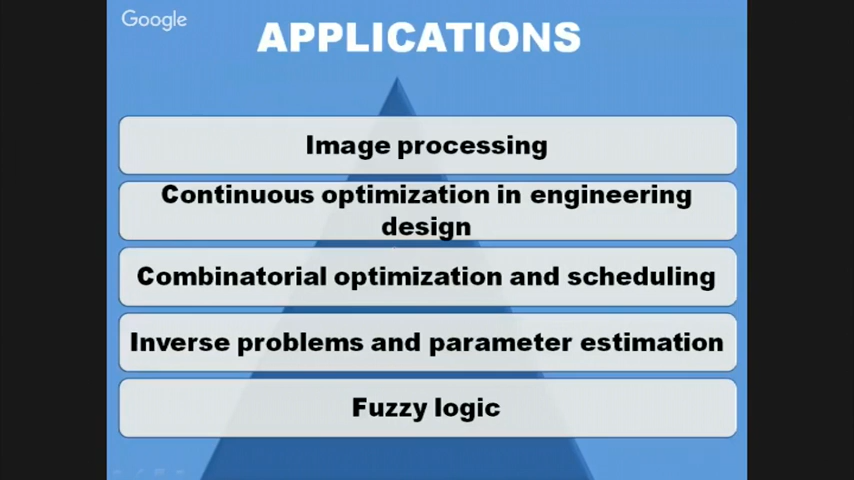 Google
APPLICATIONS
Image processing
Continuous optimization in engineering
design
Combinatorial optimization and scheduling
Inverse problems and parameter estimation
Fuzzy logic